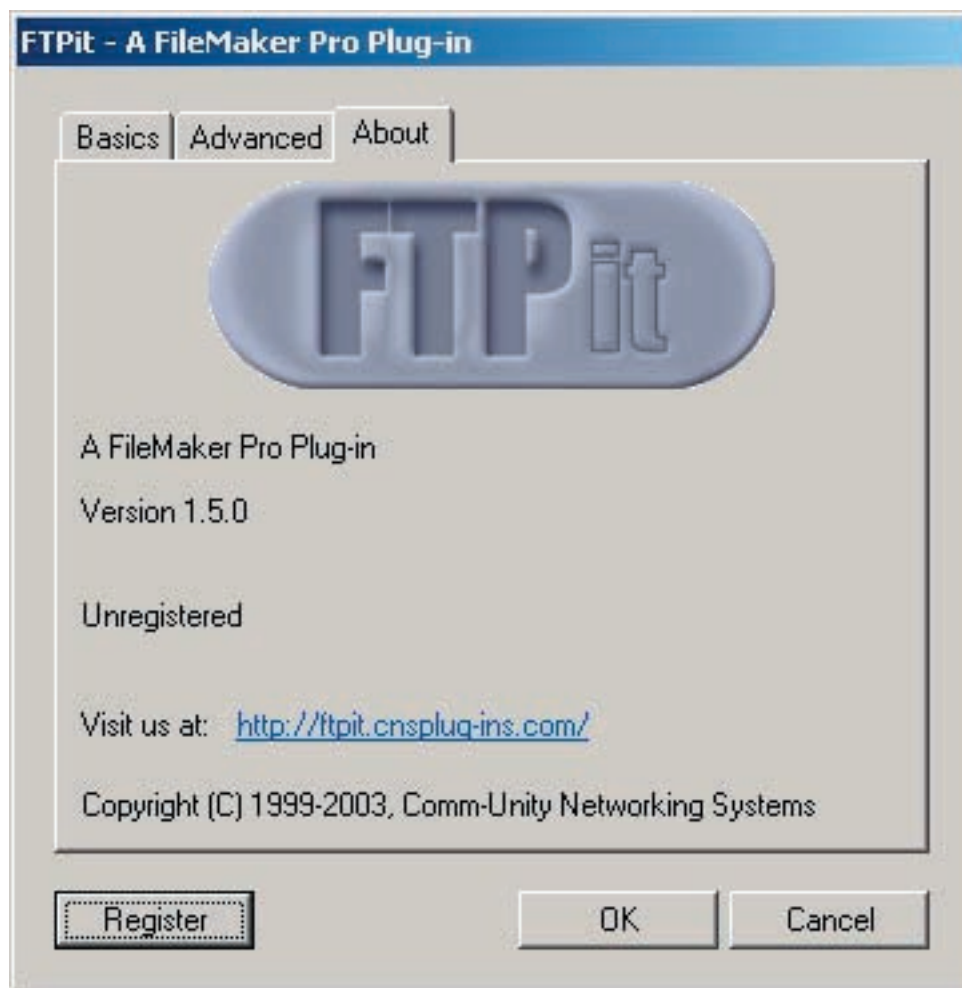 FTPit - A FileMaker Pro Plug-in
Basics Advanced About
FTPit
A FileMaker Pro Plug-in
Version 1.5.0
Unregistered
Visit us at: http://ftpit.cnsplug-ins.com/
Copyright (C) 1999-2003, Comm-Unity Networking Systems
Register OK Cancel